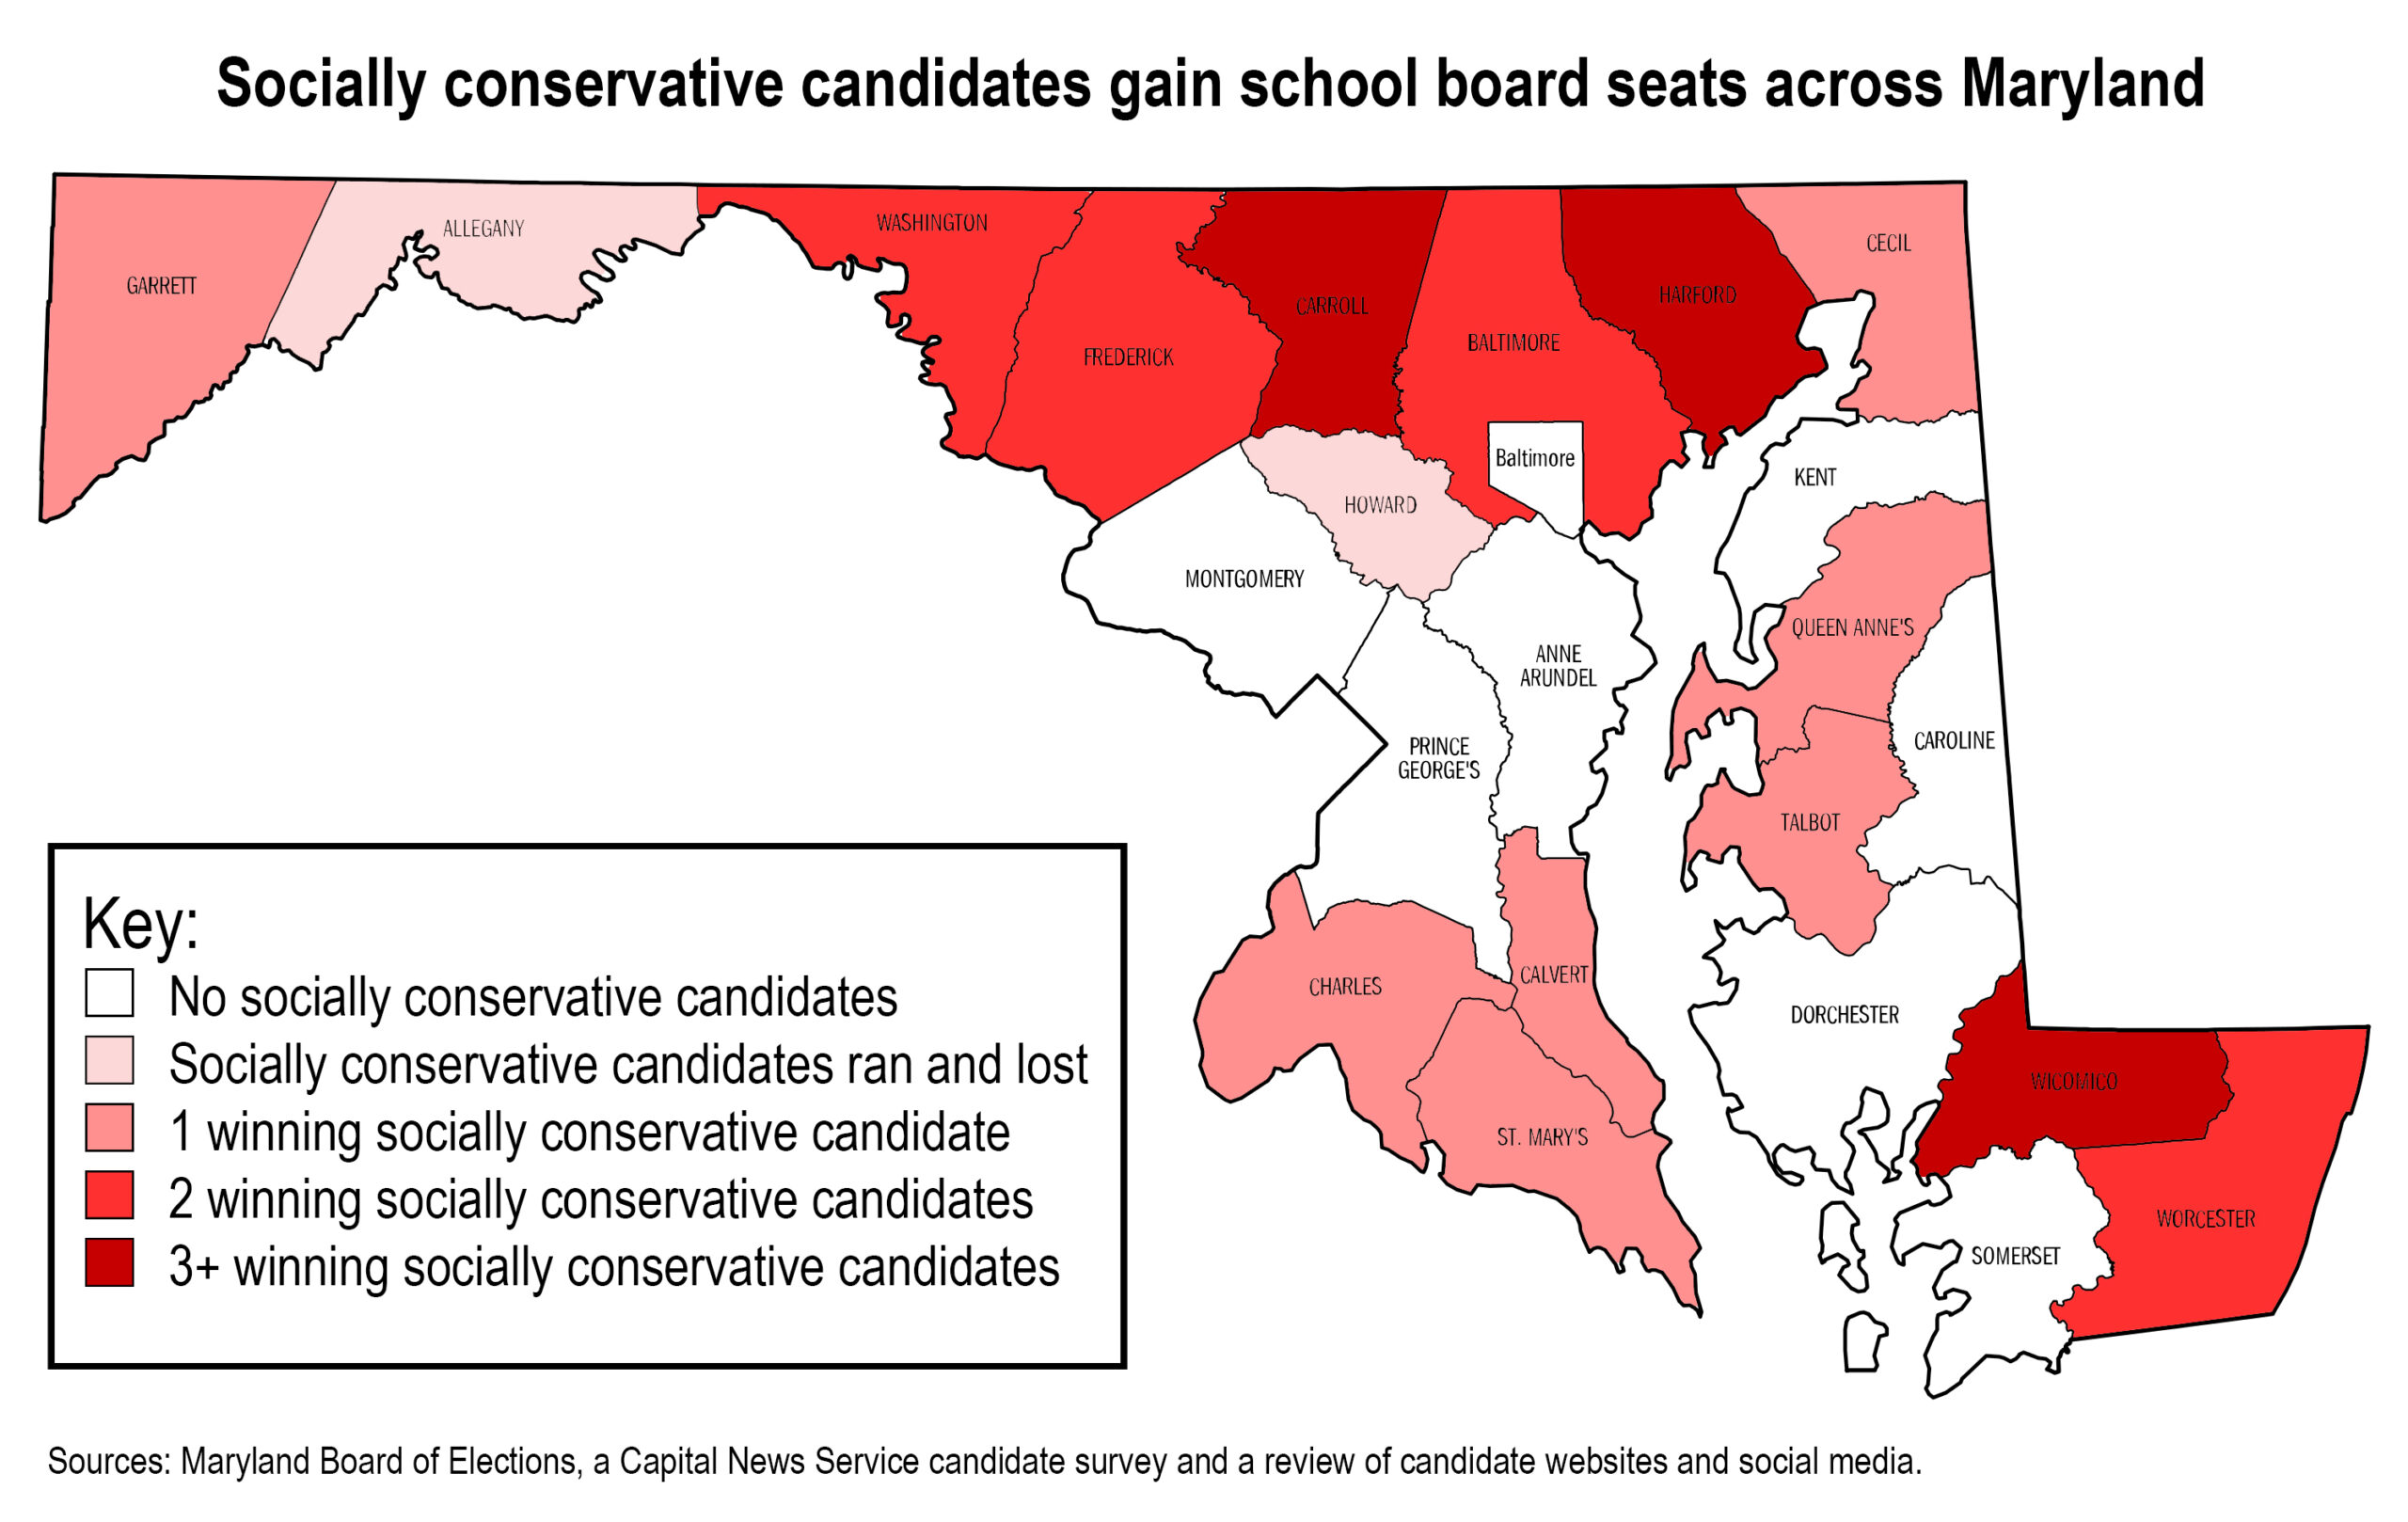 Socially conservative candidates gain school board seats across Maryland
WASHINGTON
ALLEGANY
CECIL
GARRETT
HARFORD
CARROLL
BALTIMORE
FREDERICK
Baltimore
KENT
HOWARD
MONTGOMERY
QUEEN ANNE'S
ANNE
ARUNDEL
CAROLINE
PRINCE
GEORGE'S
TALBOT
CALVERT
CHARLES
DORCHESTER
WICOMICO
ST. MARY'S
WORCESTER
SOMERSET
Key:
No socially conservative candidates
Socially conservative candidates ran and lost
1 winning socially conservative candidate
2 winning socially conservative candidates
3+ winning socially conservative candidates
Sources: Maryland Board of Elections, a Capital News Service candidate survey and a review of candidate websites and social media.